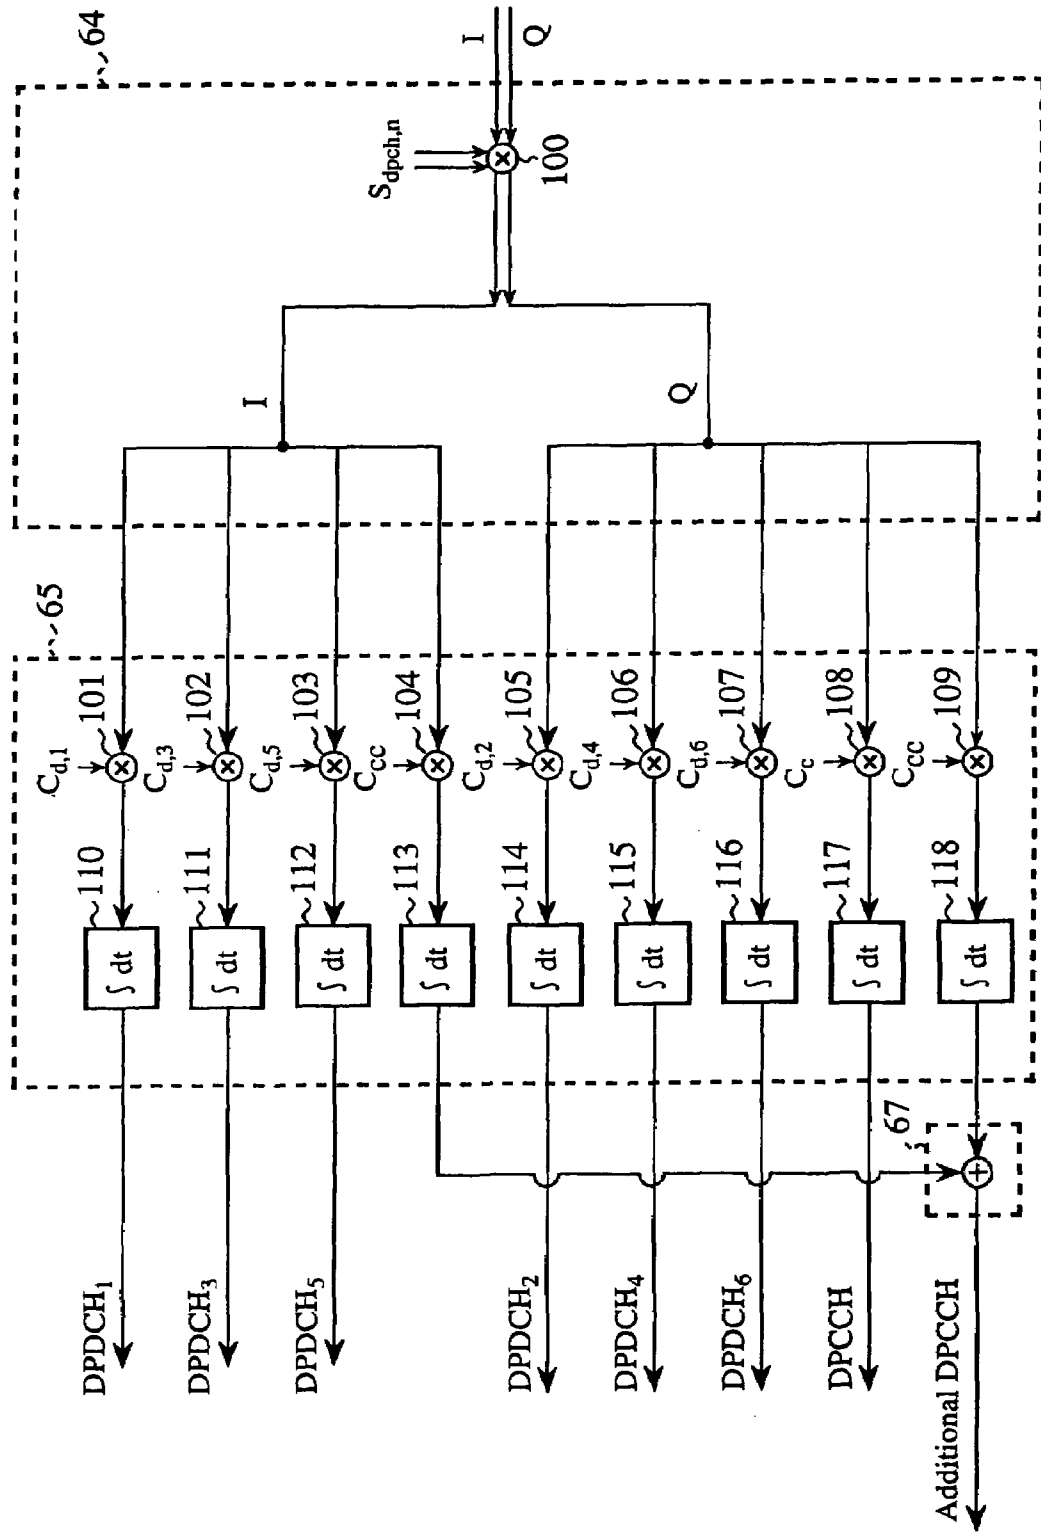 64
I
Q
S_dpch,n
100
I
Q
65
C_d,1
101
C_d,3
102
C_d,5
103
C_cc
104
C_d,2
105
C_d,4
106
C_d,6
107
C_c
108
C_cc
109
110
∫ dt
111
∫ dt
112
∫ dt
113
∫ dt
114
∫ dt
115
∫ dt
116
∫ dt
117
∫ dt
118
∫ dt
67
DPDCH_1
DPDCH_3
DPDCH_5
DPDCH_2
DPDCH_4
DPDCH_6
DPCCH
Additional DPCCH